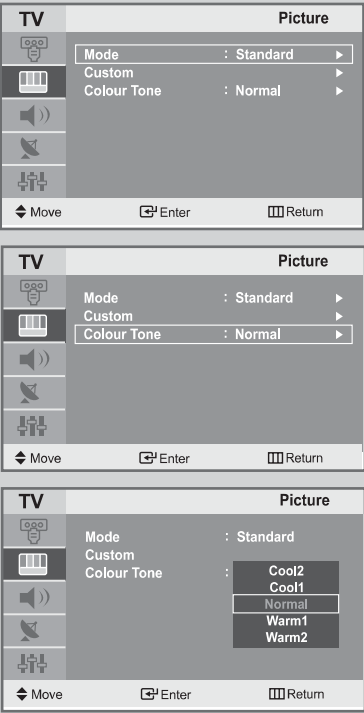 TV Picture
Mode : Standard ►
Custom ►
Colour Tone : Normal ►
Move Enter Return
TV Picture
Mode : Standard ►
Custom ►
Colour Tone : Normal ►
Move Enter Return
TV Picture
Mode : Standard
Custom
Colour Tone : Cool2
Cool1
Normal
Warm1
Warm2
Move Enter Return